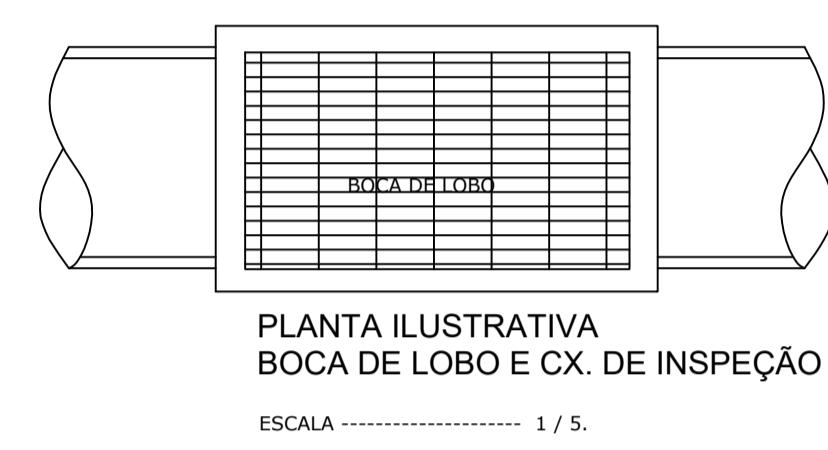 BOCA DE LOBO
PLANTA ILUSTRATIVA
BOCA DE LOBO E CX. DE INSPEÇÃO
ESCALA --------------------- 1 / 5.